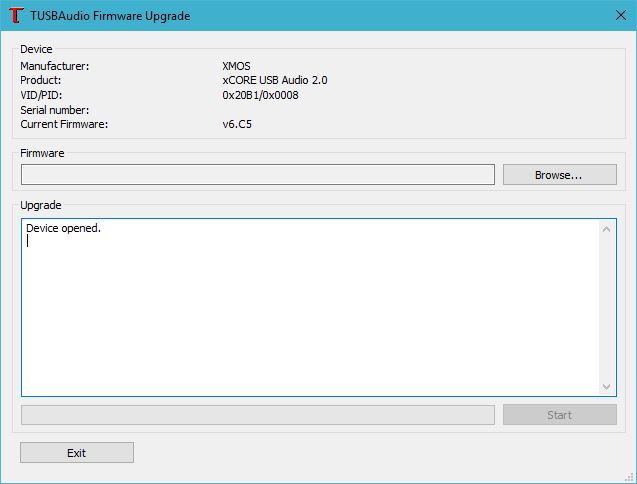 TUSBAudio Firmware Upgrade
Device
Manufacturer: XMOS
Product: xCORE USB Audio 2.0
VID/PID: 0x20B1/0x0008
Serial number:
Current Firmware: v6.C5
Firmware
Browse...
Upgrade
Device opened.
Start
Exit